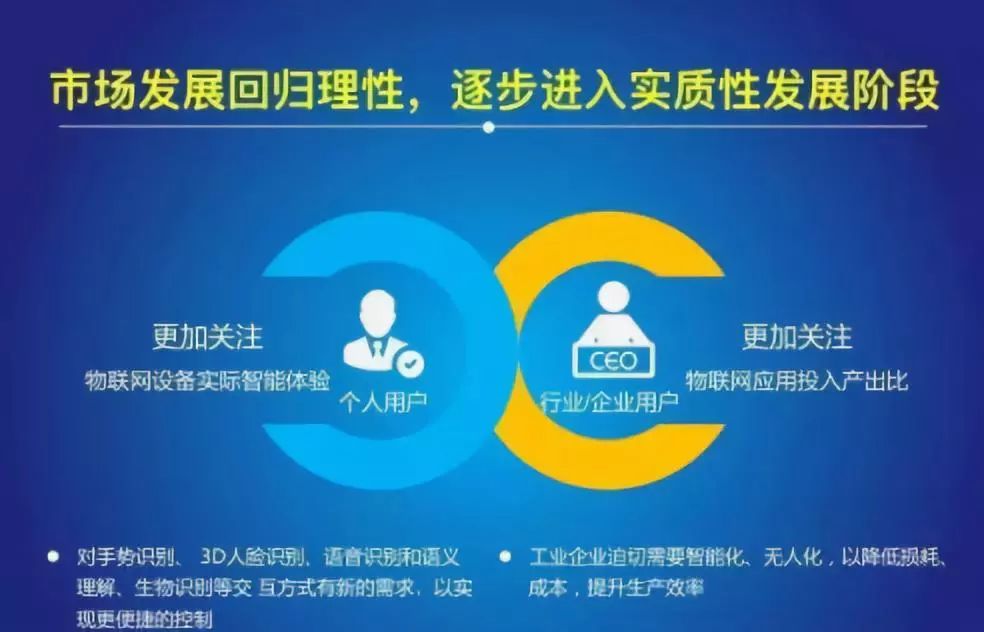 市场发展回归理性，逐步进入实质性发展阶段
更加关注
物联网设备实际智能体验
个人用户
CEO
行业/企业用户
更加关注
物联网应用投入产出比
对手势识别、3D人脸识别、语音识别和语义
理解、生物识别等交 互方式有新的需求，以实
现更便捷的控制
工业企业迫切需要智能化、无人化，以降低损耗、
成本，提升生产效率